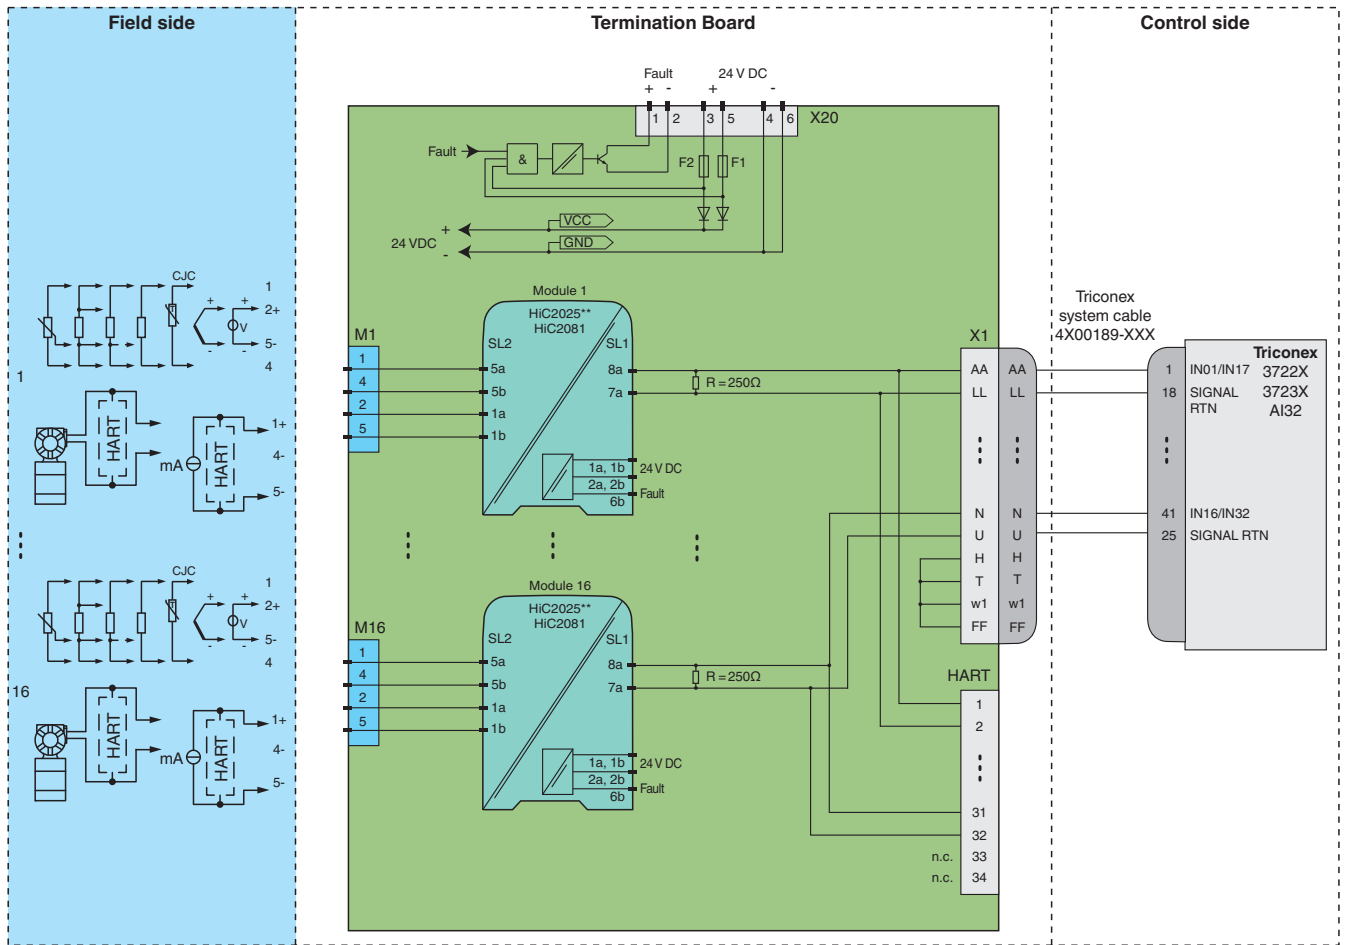 Field side
Termination Board
Control side
Fault
24 V DC
+ - + -
1 2 3 5 4 6 X20
Fault
&
F2 F1
VCC
+
24 VDC
GND
-
CJC
1
+ +
2+
V
- -
5-
4
1
HART
mA
HART
1+
4-
5-
CJC
1
+ +
2+
V
- -
5-
4
16
HART
mA
HART
1+
4-
5-
M1
1
4
2
5
Module 1
HiC2025**
HiC2081
SL2 SL1
5a 8a
5b 7a
1a
1b
1a, 1b 24 V DC
2a, 2b
6b Fault
R = 250Ω
M16
1
4
2
5
Module 16
HiC2025**
HiC2081
SL2 SL1
5a 8a
5b 7a
1a
1b
1a, 1b 24 V DC
2a, 2b
6b Fault
R = 250Ω
X1
AA AA
LL LL
N N
U U
H H
T T
w1 w1
FF FF
HART
1
2
31
32
n.c. 33
n.c. 34
Triconex
system cable
4X00189-XXX
Triconex
1 IN01/IN17 3722X
18 SIGNAL 3723X
RTN AI32
41 IN16/IN32
25 SIGNAL RTN